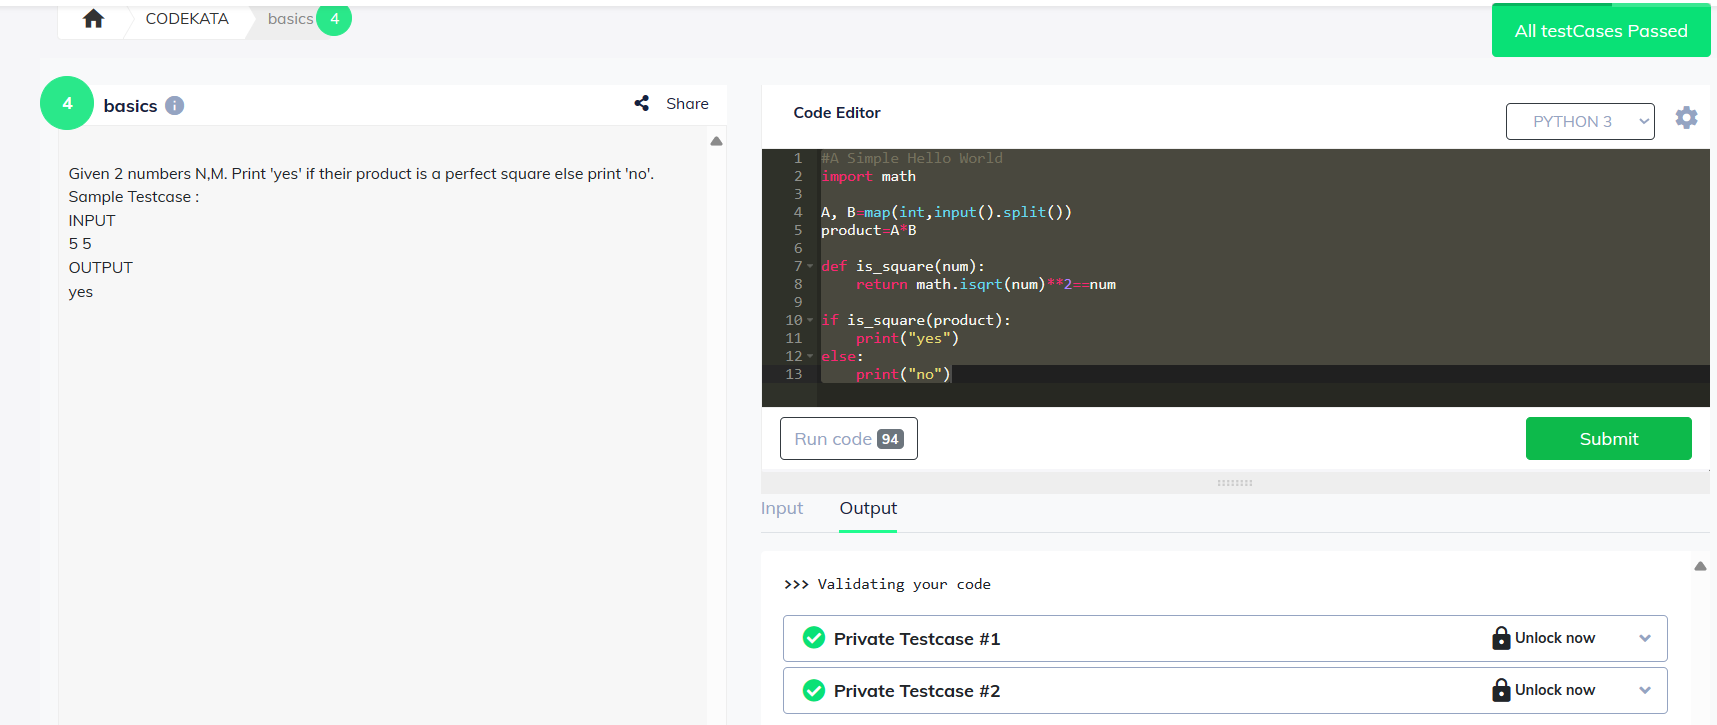 CODEKATA
basics 4
All testCases Passed
4 basics
Share
Given 2 numbers N,M. Print 'yes' if their product is a perfect square else print 'no'.
Sample Testcase :
INPUT
5 5
OUTPUT
yes
Code Editor
PYTHON 3
1 #A Simple Hello World
2 import math
3
4 A, B=map(int,input().split())
5 product=A*B
6
7 def is_square(num):
8     return math.isqrt(num)**2==num
9
10 if is_square(product):
11     print("yes")
12 else:
13     print("no")
Run code 94
Submit
Input Output
>>> Validating your code
Private Testcase #1 Unlock now
Private Testcase #2 Unlock now